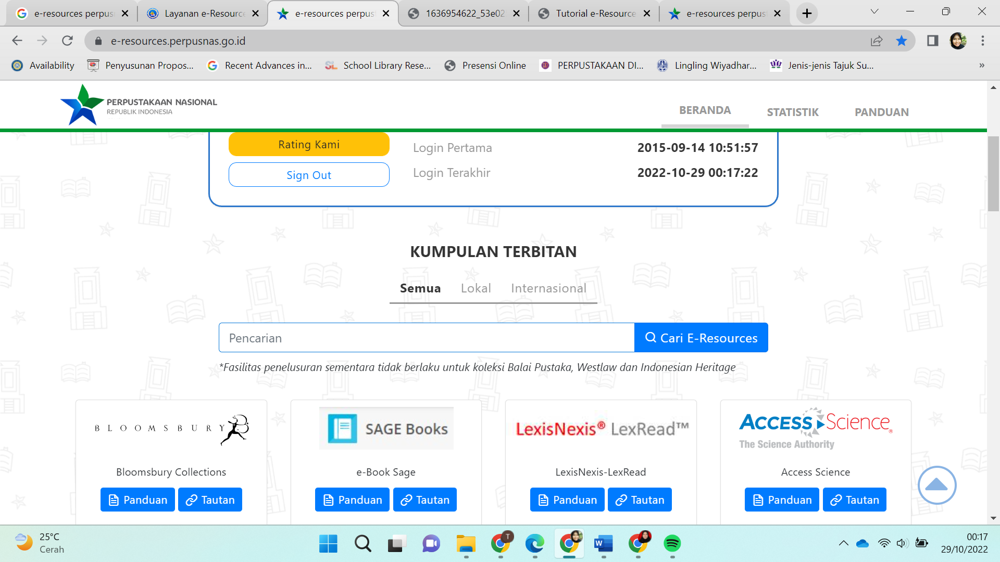 e-resources perpus
Layanan e-Resource
e-resources perpust
1636954622_53e02
Tutorial e-Resource
e-resources perpust
e-resources.perpusnas.go.id
Availability
Penyusunan Propos...
Recent Advances in...
School Library Rese...
Presensi Online
PERPUSTAKAAN DI...
Lingling Wiyadhar...
Jenis-jenis Tajuk Su...
»
PERPUSTAKAAN NASIONAL
REPUBLIK INDONESIA
BERANDA
STATISTIK
PANDUAN
Rating Kami
Login Pertama
2015-09-14 10:51:57
Sign Out
Login Terakhir
2022-10-29 00:17:22
KUMPULAN TERBITAN
Semua
Lokal
Internasional
Pencarian
Cari E-Resources
*Fasilitas penelusuran sementara tidak berlaku untuk koleksi Balai Pustaka, Westlaw dan Indonesian Heritage
BLOOMSBURY
SAGE Books
LexisNexis® LexRead™
ACCESS Science®
The Science Authority
Bloomsbury Collections
e-Book Sage
LexisNexis-LexRead
Access Science
Panduan
Tautan
Panduan
Tautan
Panduan
Tautan
Panduan
Tautan
25°C
Cerah
T
W
00:17
29/10/2022